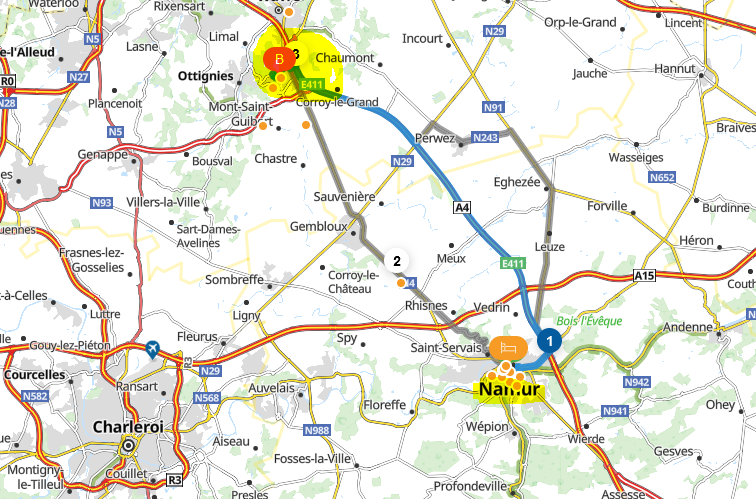 Waterloo
Rixensart
N5
Limal
Lasne
e-l'Alleud
R0
N27
N28
Ottignies
Plancenoit
B
3
Chaumont
E411
Corroy-le Grand
Mont-Saint-
Guibert
Incourt
N29
Orp-le-Grand
Lincent
Jauche
Hannut
N91
N5
Genappe
Bousval
Chastre
Perwez
N243
Wasseiges
Braives
N29
Eghezée
N652
N93
Villers-la-Ville
Sauvenière
A4
Forville
Burdinne
Sart-Dames-
Avelines
Gembloux
Leuze
Héron
Frasnes-lez-
Gosselies
2
Meux
E411
A15
Sombreffe
Corroy-le-
Château
Rhisnes
Vedrin
Bois l'Évêque
Andenne
t-à-Celles
Luttre
Ligny
Gouy-lez-Piéton
Fleurus
Spy
Saint-Servais
1
R3
N29
Courcelles
N582
Ransart
N568
Auvelais
Namur
N942
Floreffe
N941
Ohey
Charleroi
N988
Aiseau
Wépion
Wierde
Gesves
Montigny-
le-Tilleul
Couillet
R3
Fosses-la-Ville
Presles
Profondeville
Assesse